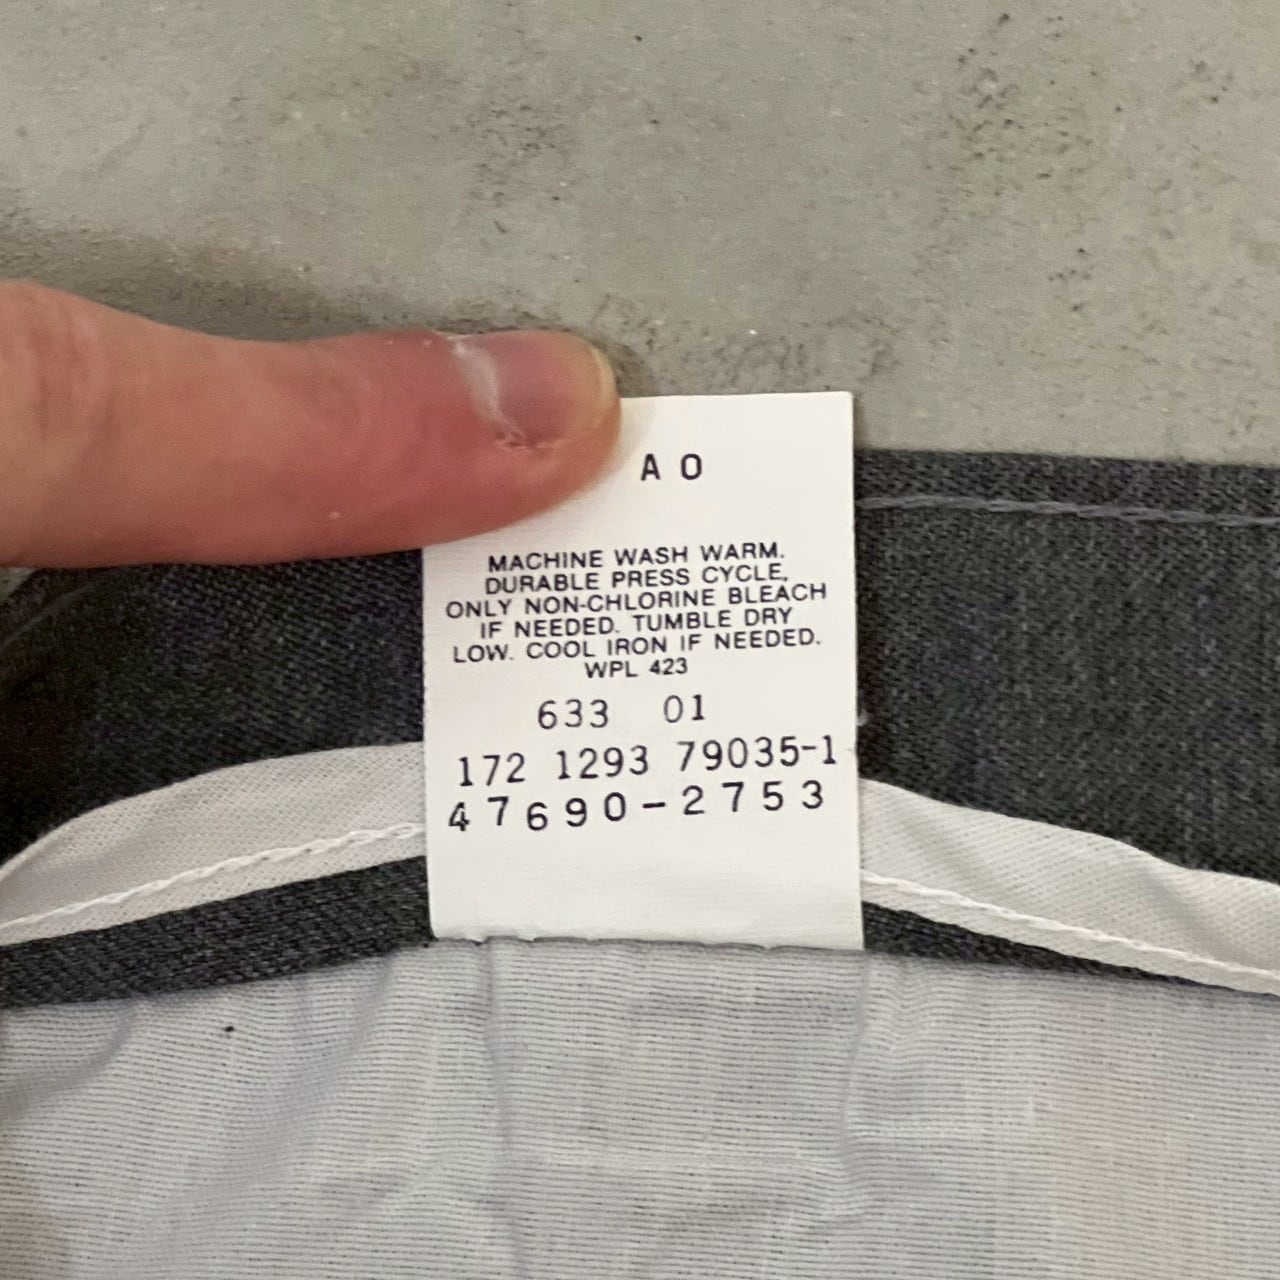 A O
MACHINE WASH WARM.
DURABLE PRESS CYCLE,
ONLY NON-CHLORINE BLEACH
IF NEEDED. TUMBLE DRY
LOW. COOL IRON IF NEEDED.
WPL 423
633 01
172 1293 79035-1
47690-2753